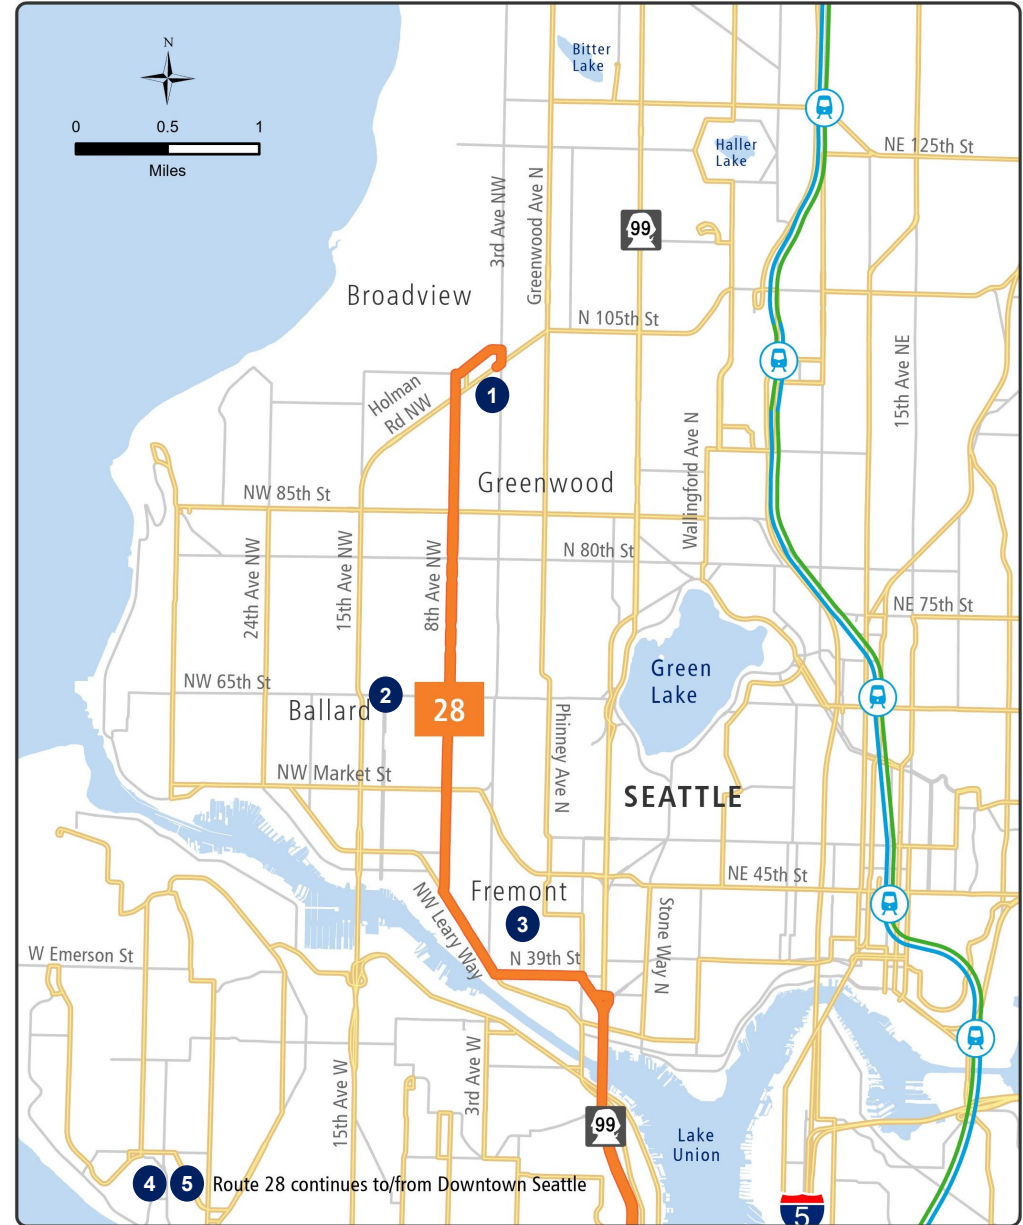 N
0 0.5 1
Miles
Bitter
Lake
Haller
Lake
NE 125th St
3rd Ave NW
Greenwood Ave N
99
Broadview
N 105th St
15th Ave NE
Holman
Rd NW
1
Wallingford Ave N
Greenwood
NW 85th St
N 80th St
24th Ave NW
15th Ave NW
8th Ave NW
NE 75th St
Green
Lake
NW 65th St
2
Ballard
28
Phinney Ave N
NW Market St
SEATTLE
NE 45th St
Fremont
3
NW Leary Way
Stone Way N
N 39th St
W Emerson St
3rd Ave W
15th Ave W
99
Lake
Union
4 5 Route 28 continues to/from Downtown Seattle
5